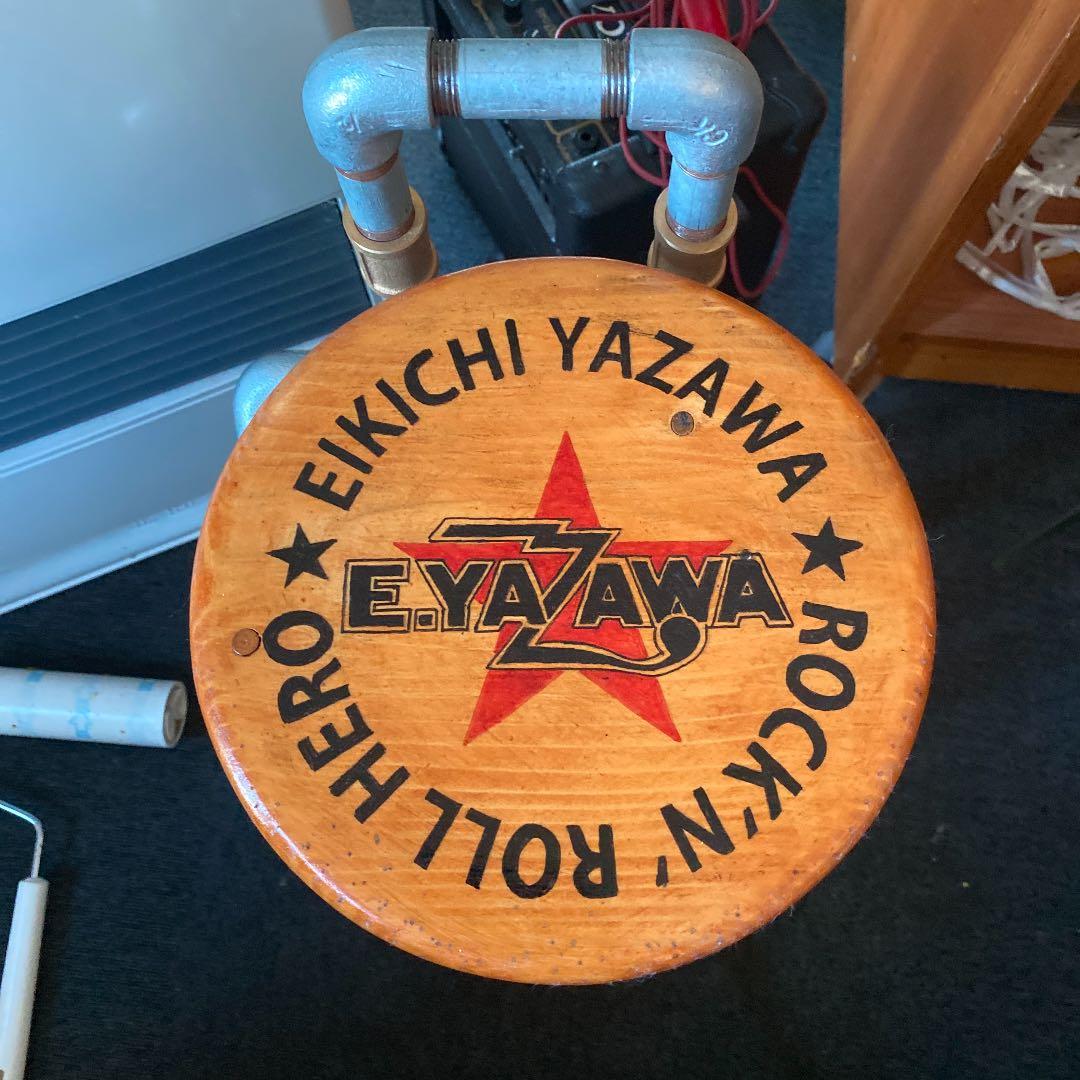 EIKICHI YAZAWA
E.YAZAWA
ROCK'N' ROLL HERO